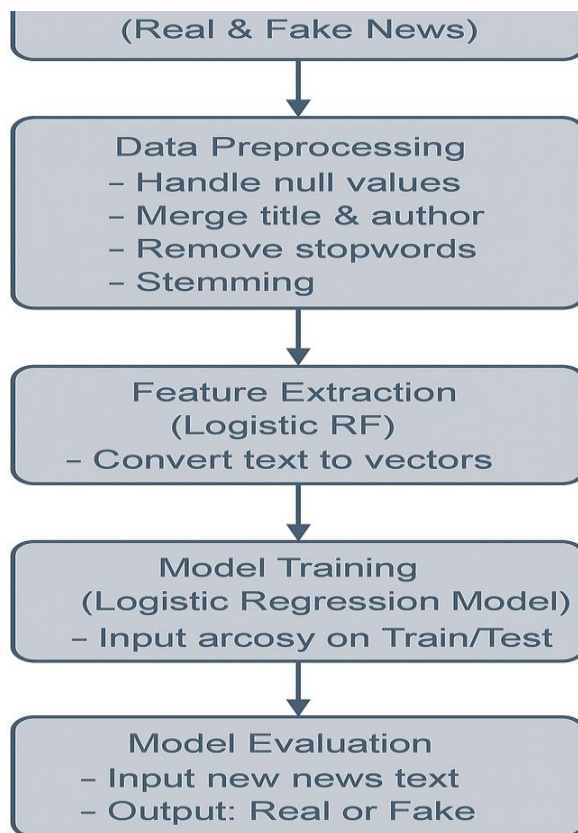 (Real & Fake News)
Data Preprocessing
– Handle null values
– Merge title & author
– Remove stopwords
– Stemming
Feature Extraction
(Logistic RF)
– Convert text to vectors
Model Training
(Logistic Regression Model)
– Input arcosy on Train/Test
Model Evaluation
– Input new news text
– Output: Real or Fake